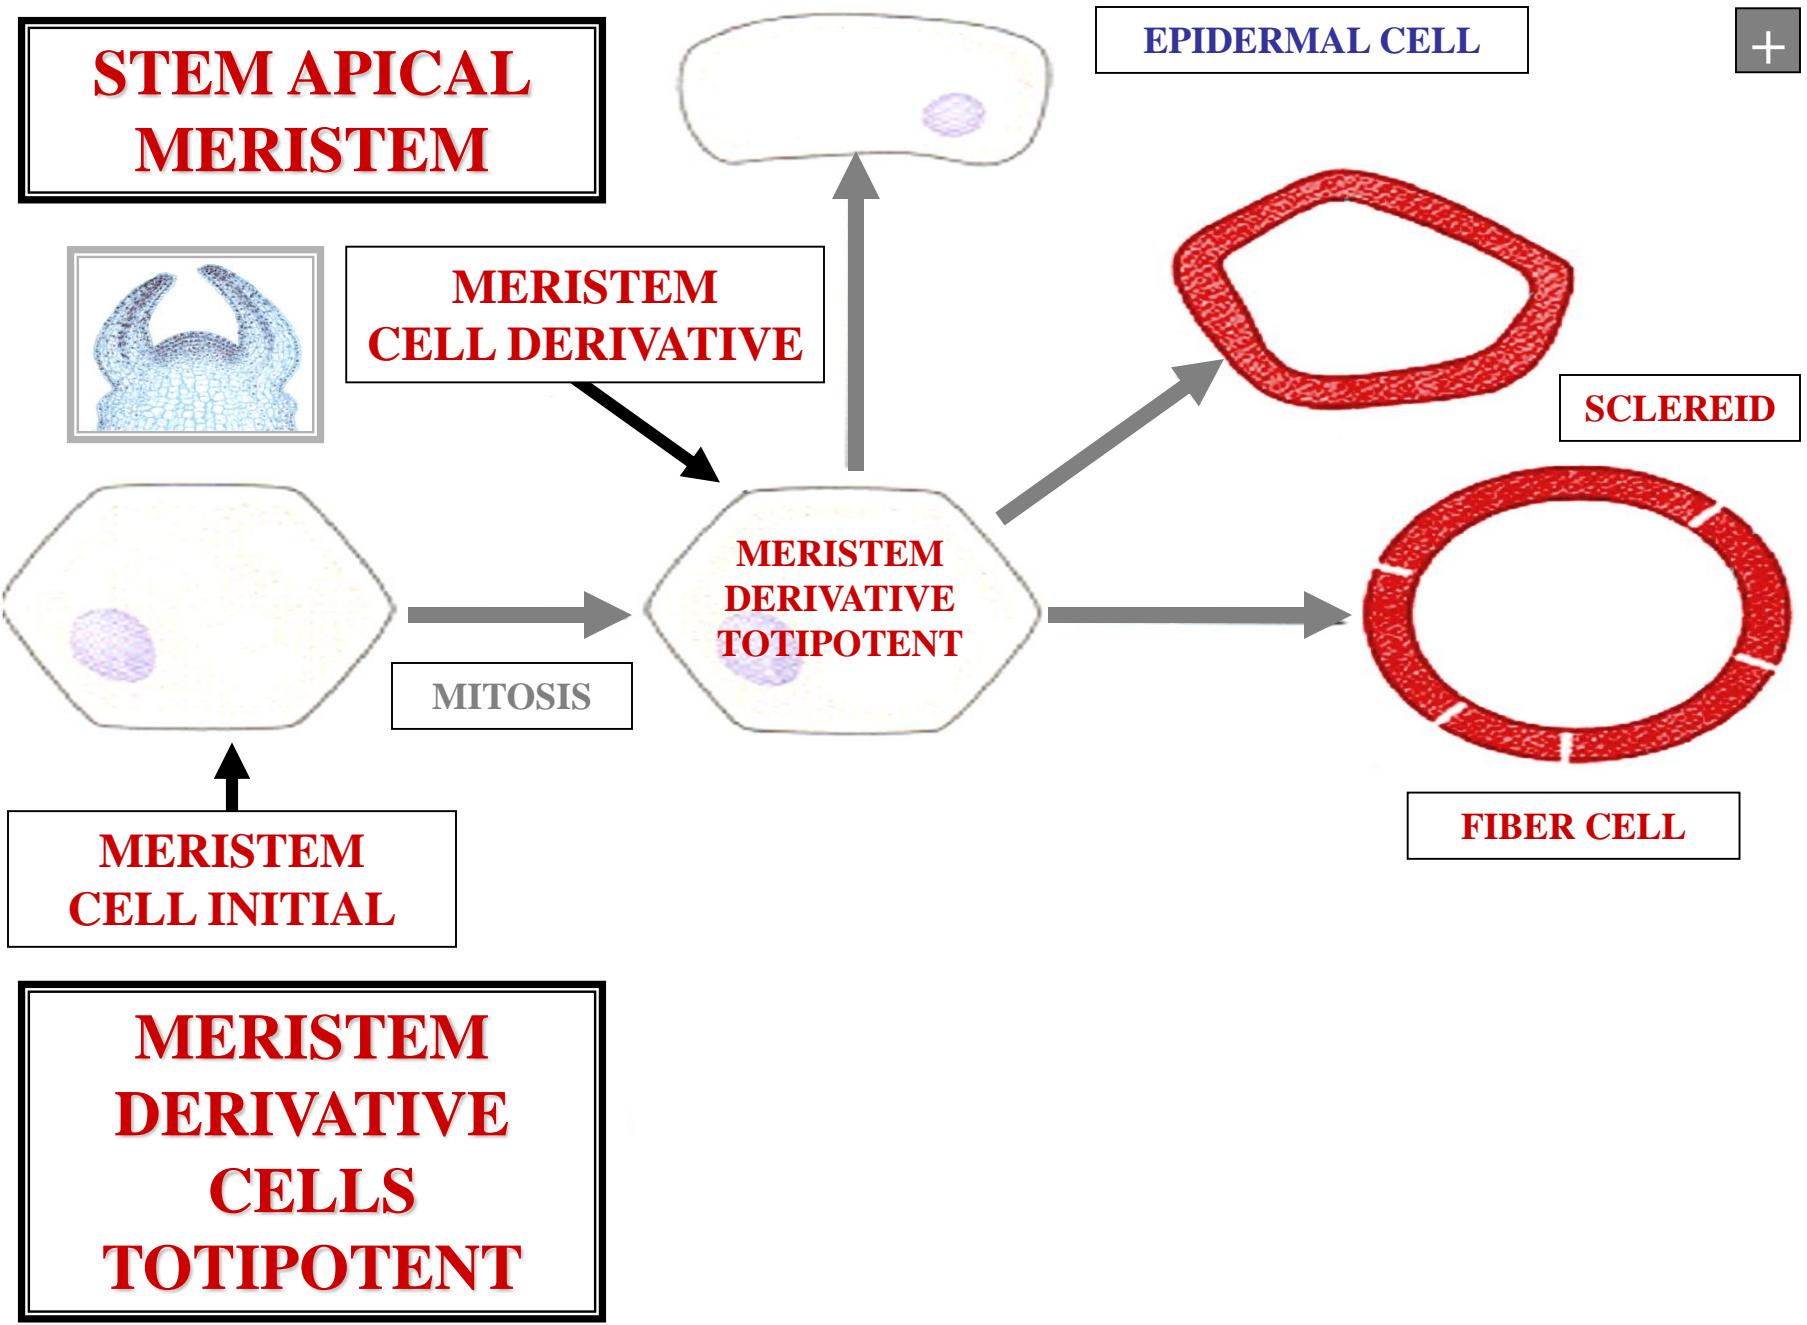 STEM APICAL
MERISTEM
EPIDERMAL CELL
+
MERISTEM
CELL DERIVATIVE
SCLEREID
MERISTEM
DERIVATIVE
TOTIPOTENT
MITOSIS
FIBER CELL
MERISTEM
CELL INITIAL
MERISTEM
DERIVATIVE
CELLS
TOTIPOTENT